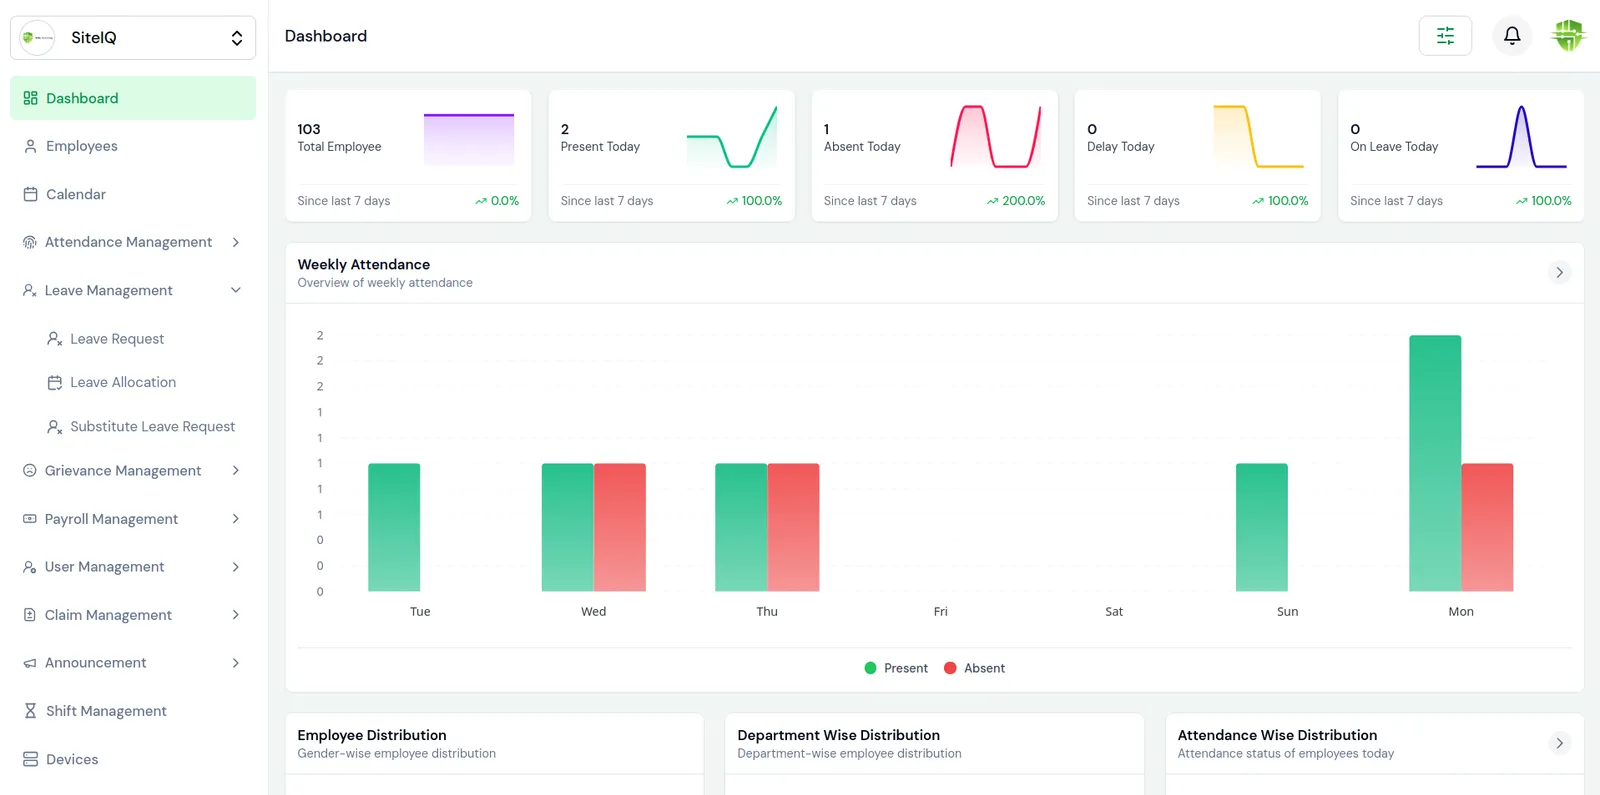 SiteIQ
Dashboard
Employees
Calendar
Attendance Management
Leave Management
Leave Request
Leave Allocation
Substitute Leave Request
Grievance Management
Payroll Management
User Management
Claim Management
Announcement
Shift Management
Devices
Dashboard
103
Total Employee
Since last 7 days
0.0%
2
Present Today
Since last 7 days
100.0%
1
Absent Today
Since last 7 days
200.0%
0
Delay Today
Since last 7 days
100.0%
0
On Leave Today
Since last 7 days
100.0%
Weekly Attendance
Overview of weekly attendance
2
2
2
1
1
1
1
1
0
0
0
Tue Wed Thu Fri Sat Sun Mon
Present Absent
Employee Distribution
Gender-wise employee distribution
Department Wise Distribution
Department-wise employee distribution
Attendance Wise Distribution
Attendance status of employees today